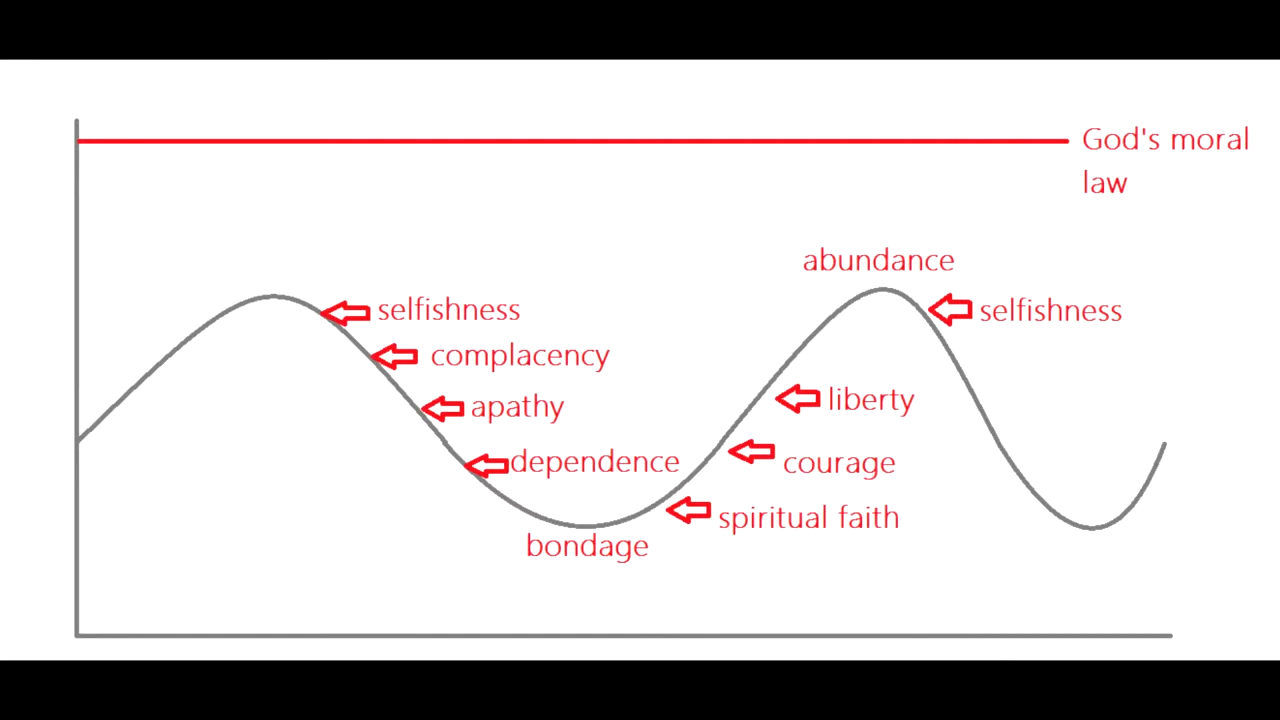 God's moral
law
abundance
selfishness
selfishness
complacency
apathy
liberty
dependence
courage
spiritual faith
bondage